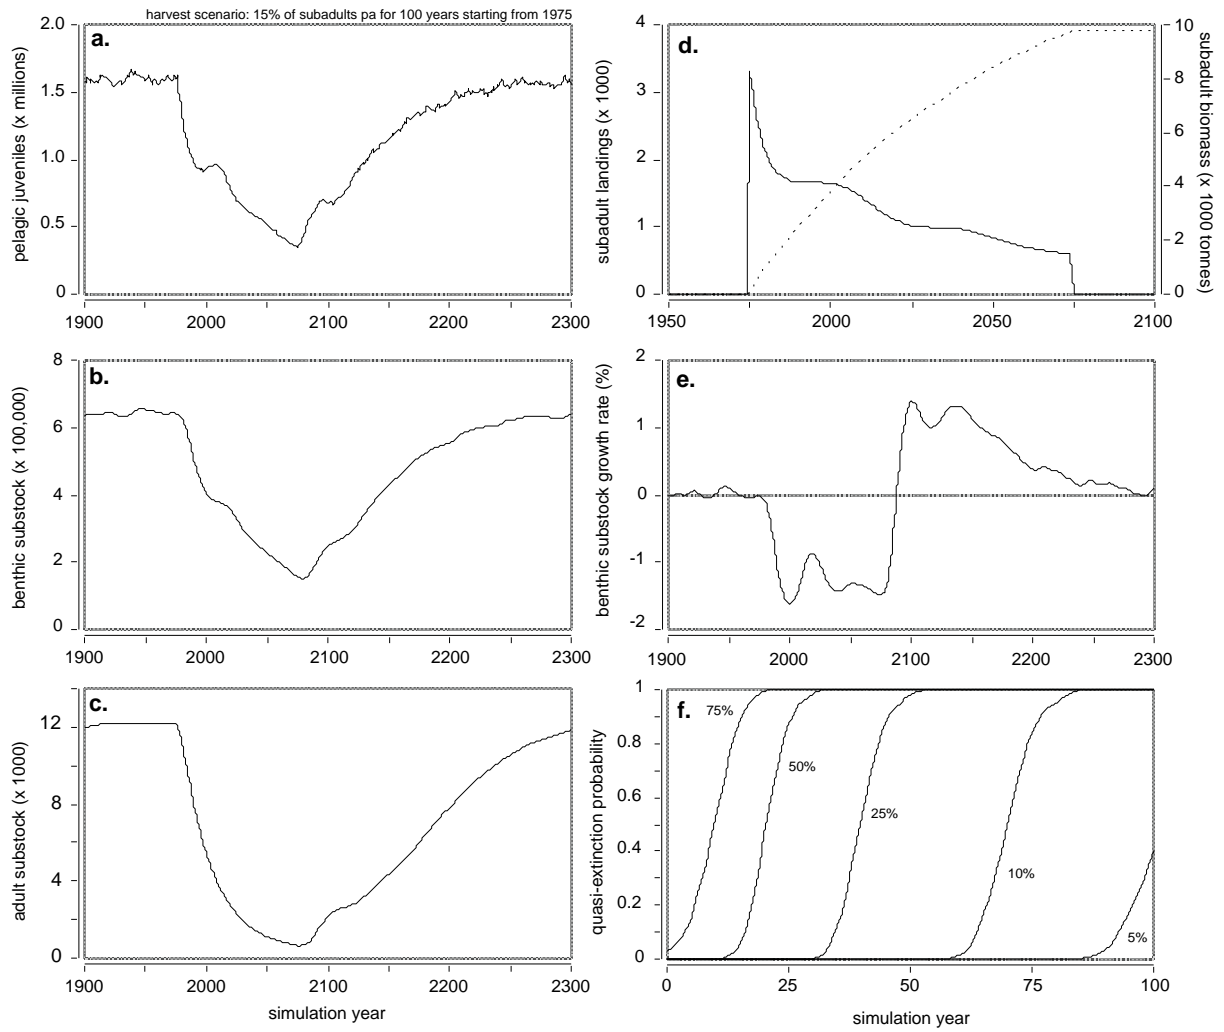 harvest scenario: 15% of subadults pa for 100 years starting from 1975
a.
pelagic juveniles (x millions)
2.0
1.5
1.0
0.5
0
1900 2000 2100 2200 2300
d.
subadult landings (x 1000)
4
3
2
1
0
subadult biomass (x 1000 tonnes)
10
8
6
4
2
0
1950 2000 2050 2100
b.
benthic substock (x 100,000)
8
6
4
2
0
1900 2000 2100 2200 2300
e.
benthic substock growth rate (%)
2
1
0
-1
-2
1900 2000 2100 2200 2300
c.
adult substock (x 1000)
12
8
4
0
1900 2000 2100 2200 2300
simulation year
f.
quasi-extinction probability
1
0.8
0.6
0.4
0.2
0
75%
50%
25%
10%
5%
0 25 50 75 100
simulation year